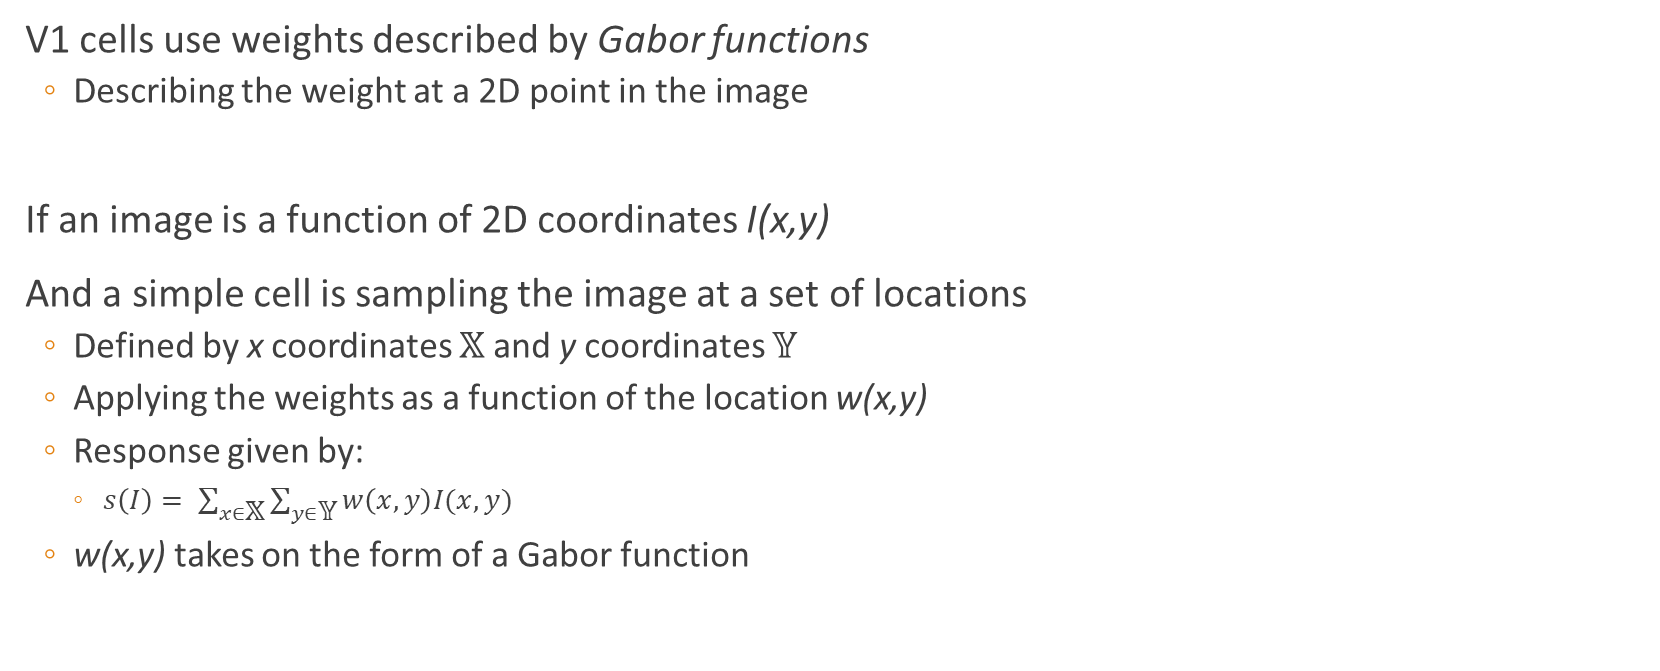 V1 cells use weights described by Gabor functions
◦ Describing the weight at a 2D point in the image
If an image is a function of 2D coordinates I(x,y)
And a simple cell is sampling the image at a set of locations
◦ Defined by x coordinates 𝕏 and y coordinates 𝕐
◦ Applying the weights as a function of the location w(x,y)
◦ Response given by:
◦ s(I) = ∑x∈𝕏 ∑y∈𝕐 w(x, y)I(x, y)
◦ w(x,y) takes on the form of a Gabor function